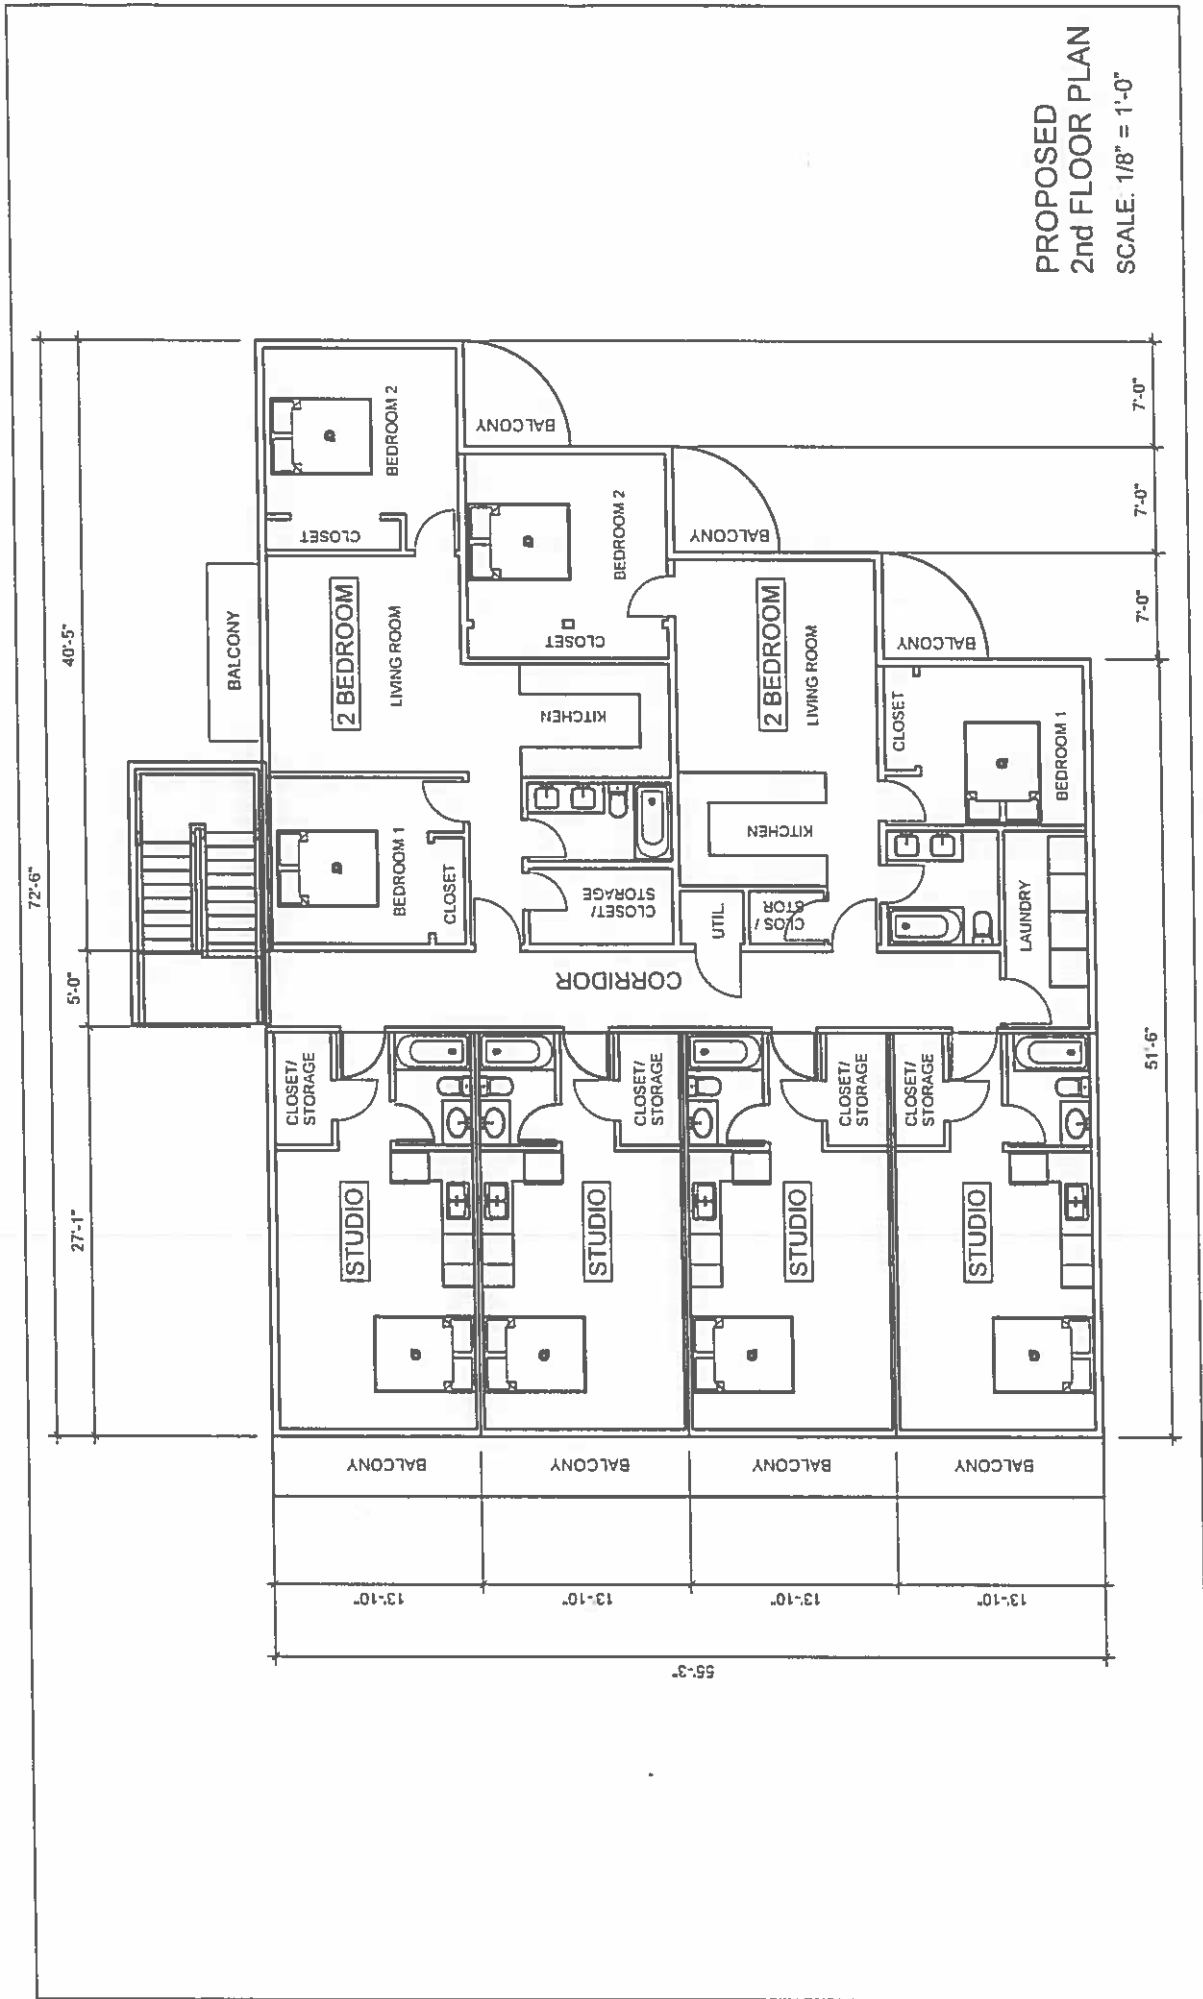 72'-6"
27'-1"
5'-0"
40'-5"
BALCONY
BALCONY
BALCONY
BALCONY
BALCONY
13'-10"
13'-10"
13'-10"
13'-10"
55'-3"
STUDIO
STUDIO
STUDIO
STUDIO
CLOSET/
STORAGE
CLOSET/
STORAGE
CLOSET/
STORAGE
CLOSET/
STORAGE
CORRIDOR
BEDROOM 1
CLOSET
2 BEDROOM
LIVING ROOM
CLOSET
BEDROOM 2
BALCONY
CLOSET/
STORAGE
KITCHEN
CLOSET
BEDROOM 2
BALCONY
UTIL.
CLOS /
STOR
KITCHEN
2 BEDROOM
LIVING ROOM
BALCONY
LAUNDRY
CLOSET
BEDROOM 1
51'-6"
7'-0"
7'-0"
7'-0"
PROPOSED
2nd FLOOR PLAN
SCALE: 1/8" = 1'-0"